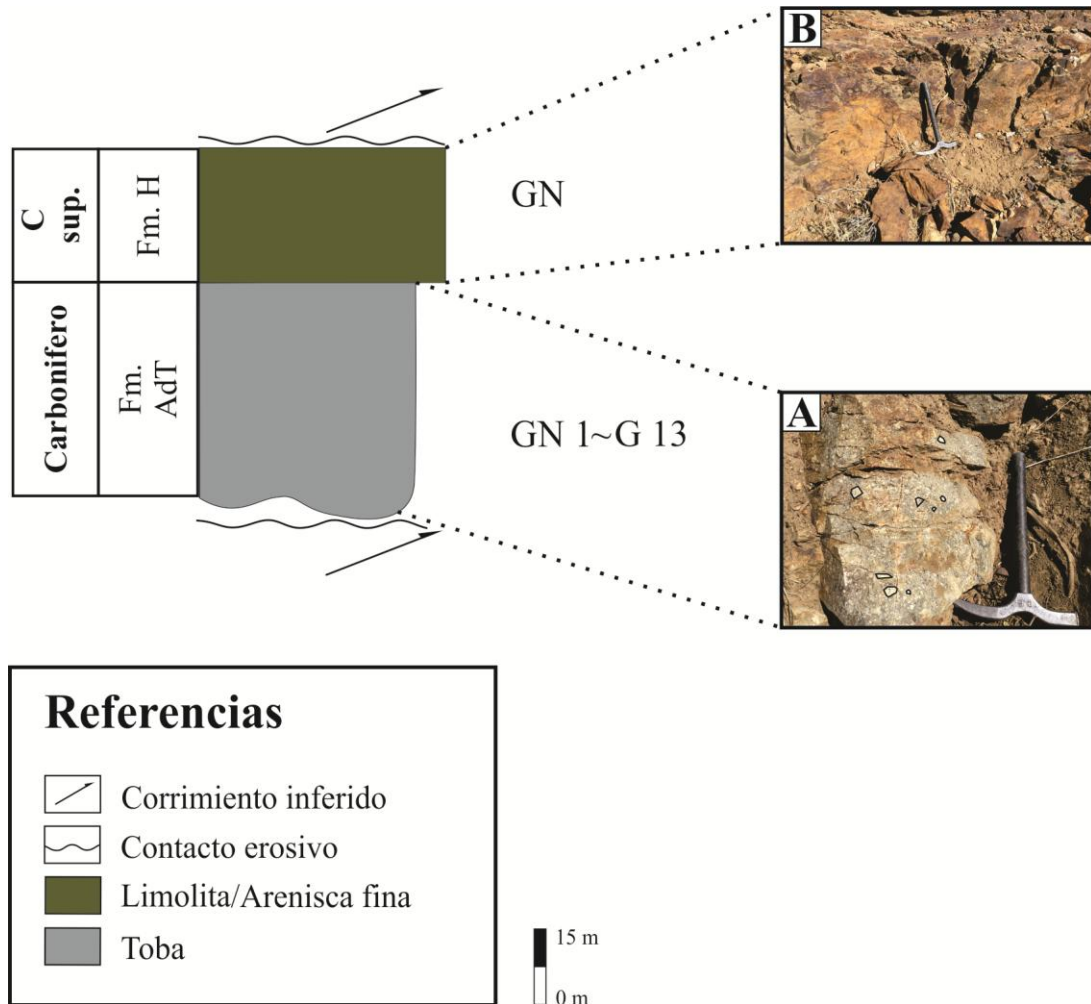 B
C
sup.
Fm. H
GN
Carbonifero
Fm.
AdT
GN 1~G 13
A
Referencias
Corrimiento inferido
Contacto erosivo
Limolita/Arenisca fina
Toba
15 m
0 m